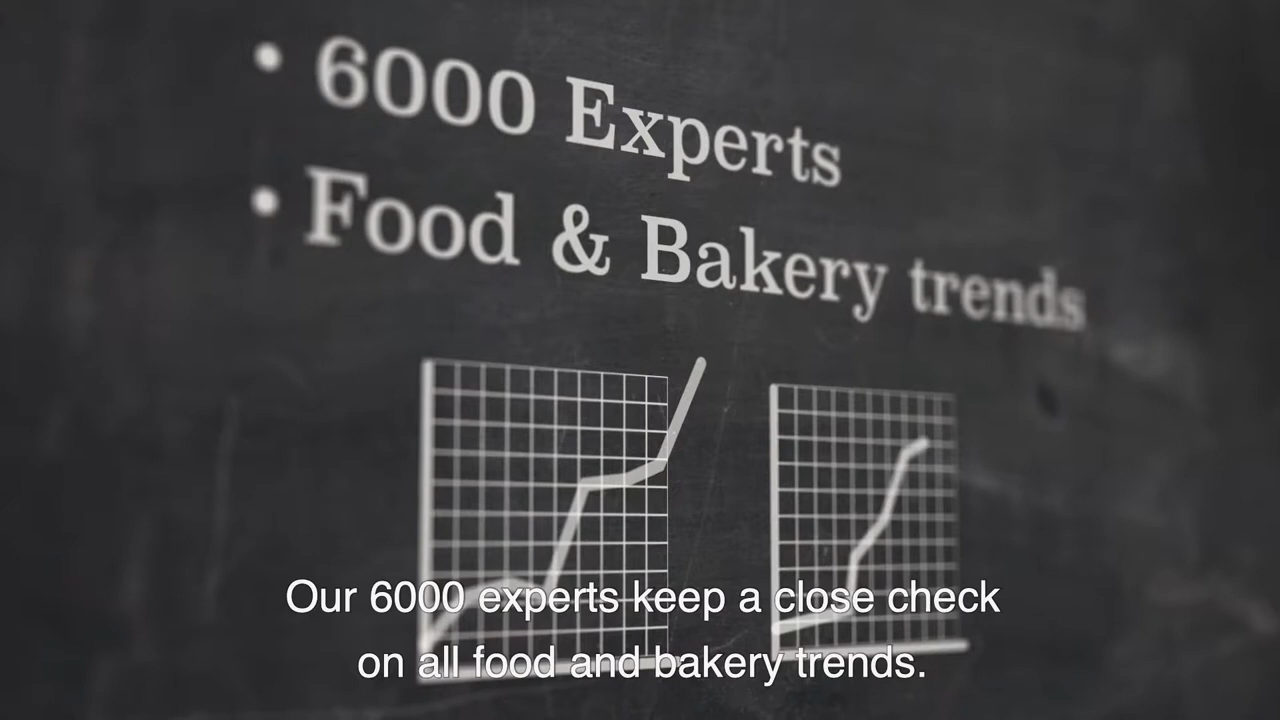 • 6000 Experts
• Food & Bakery trends
Our 6000 experts keep a close check
on all food and bakery trends.